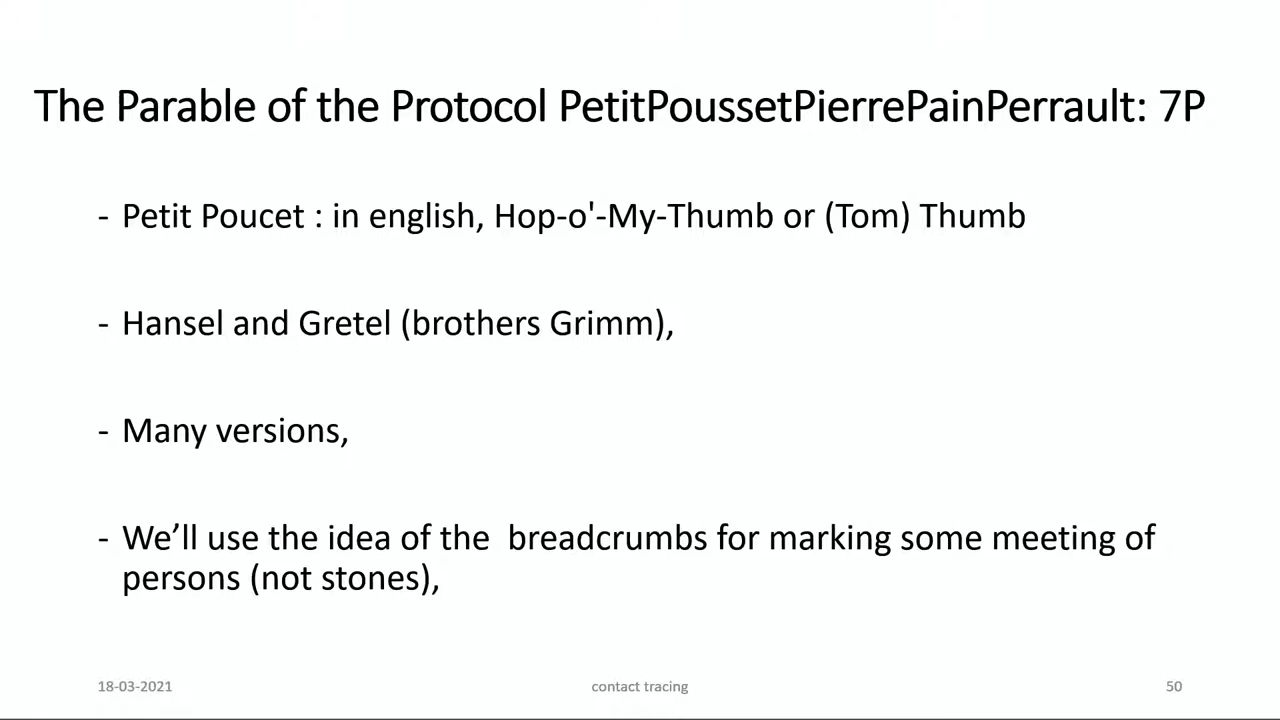 The Parable of the Protocol PetitPoussetPierrePainPerrault: 7P
- Petit Poucet : in english, Hop-o'-My-Thumb or (Tom) Thumb
- Hansel and Gretel (brothers Grimm),
- Many versions,
- We’ll use the idea of the  breadcrumbs for marking some meeting of
persons (not stones),
18-03-2021
contact tracing
50